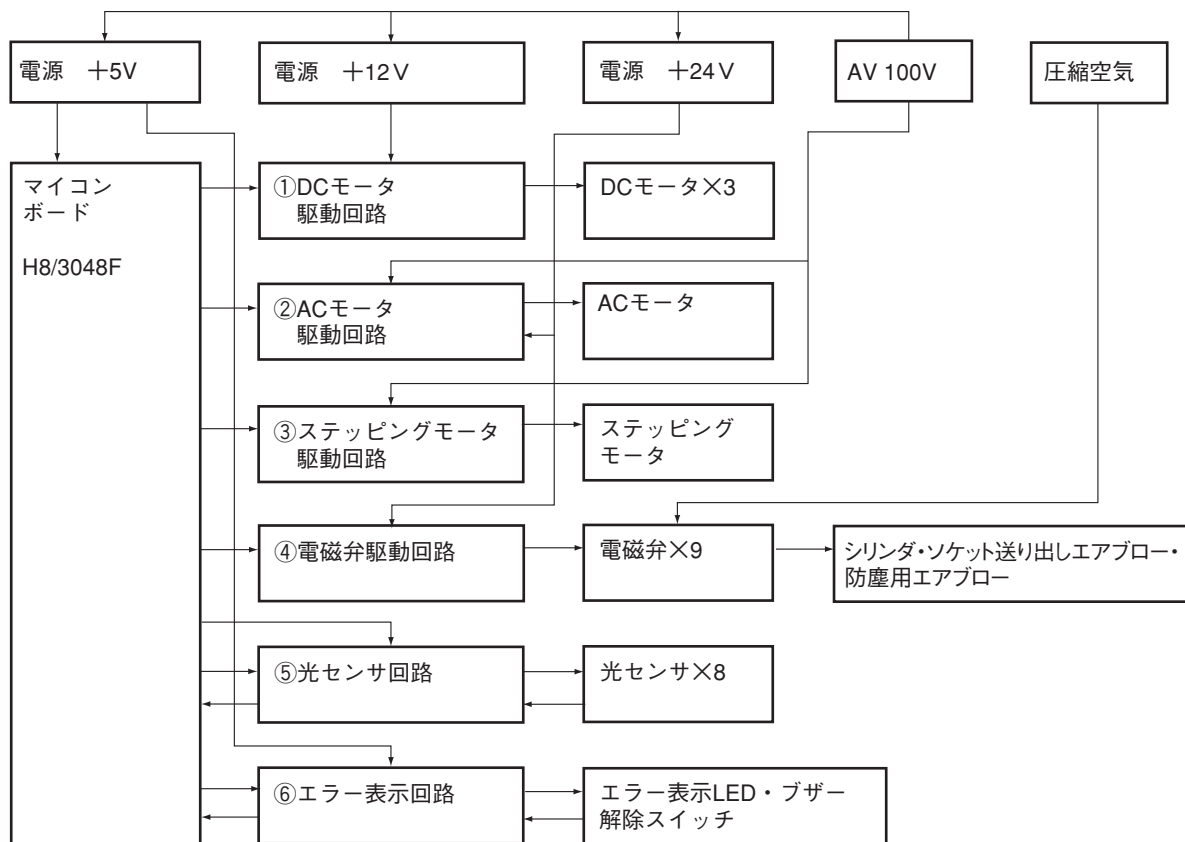 電源　＋5V
電源　＋12V
電源　＋24V
AV 100V
圧縮空気
マイコン
ボード
H8/3048F
①DCモータ
駆動回路
DCモータ×3
②ACモータ
駆動回路
ACモータ
③ステッピングモータ
駆動回路
ステッピング
モータ
④電磁弁駆動回路
電磁弁×9
シリンダ・ソケット送り出しエアブロー・
防塵用エアブロー
⑤光センサ回路
光センサ×8
⑥エラー表示回路
エラー表示LED・ブザー
解除スイッチ